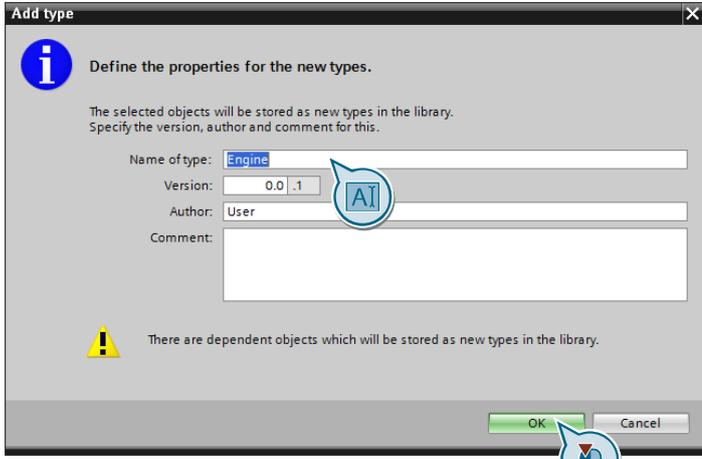 Add type
Define the properties for the new types.
The selected objects will be stored as new types in the library.
Specify the version, author and comment for this.
Name of type: Engine
Version: 0.0 .1
Author: User
Comment:
There are dependent objects which will be stored as new types in the library.
OK Cancel